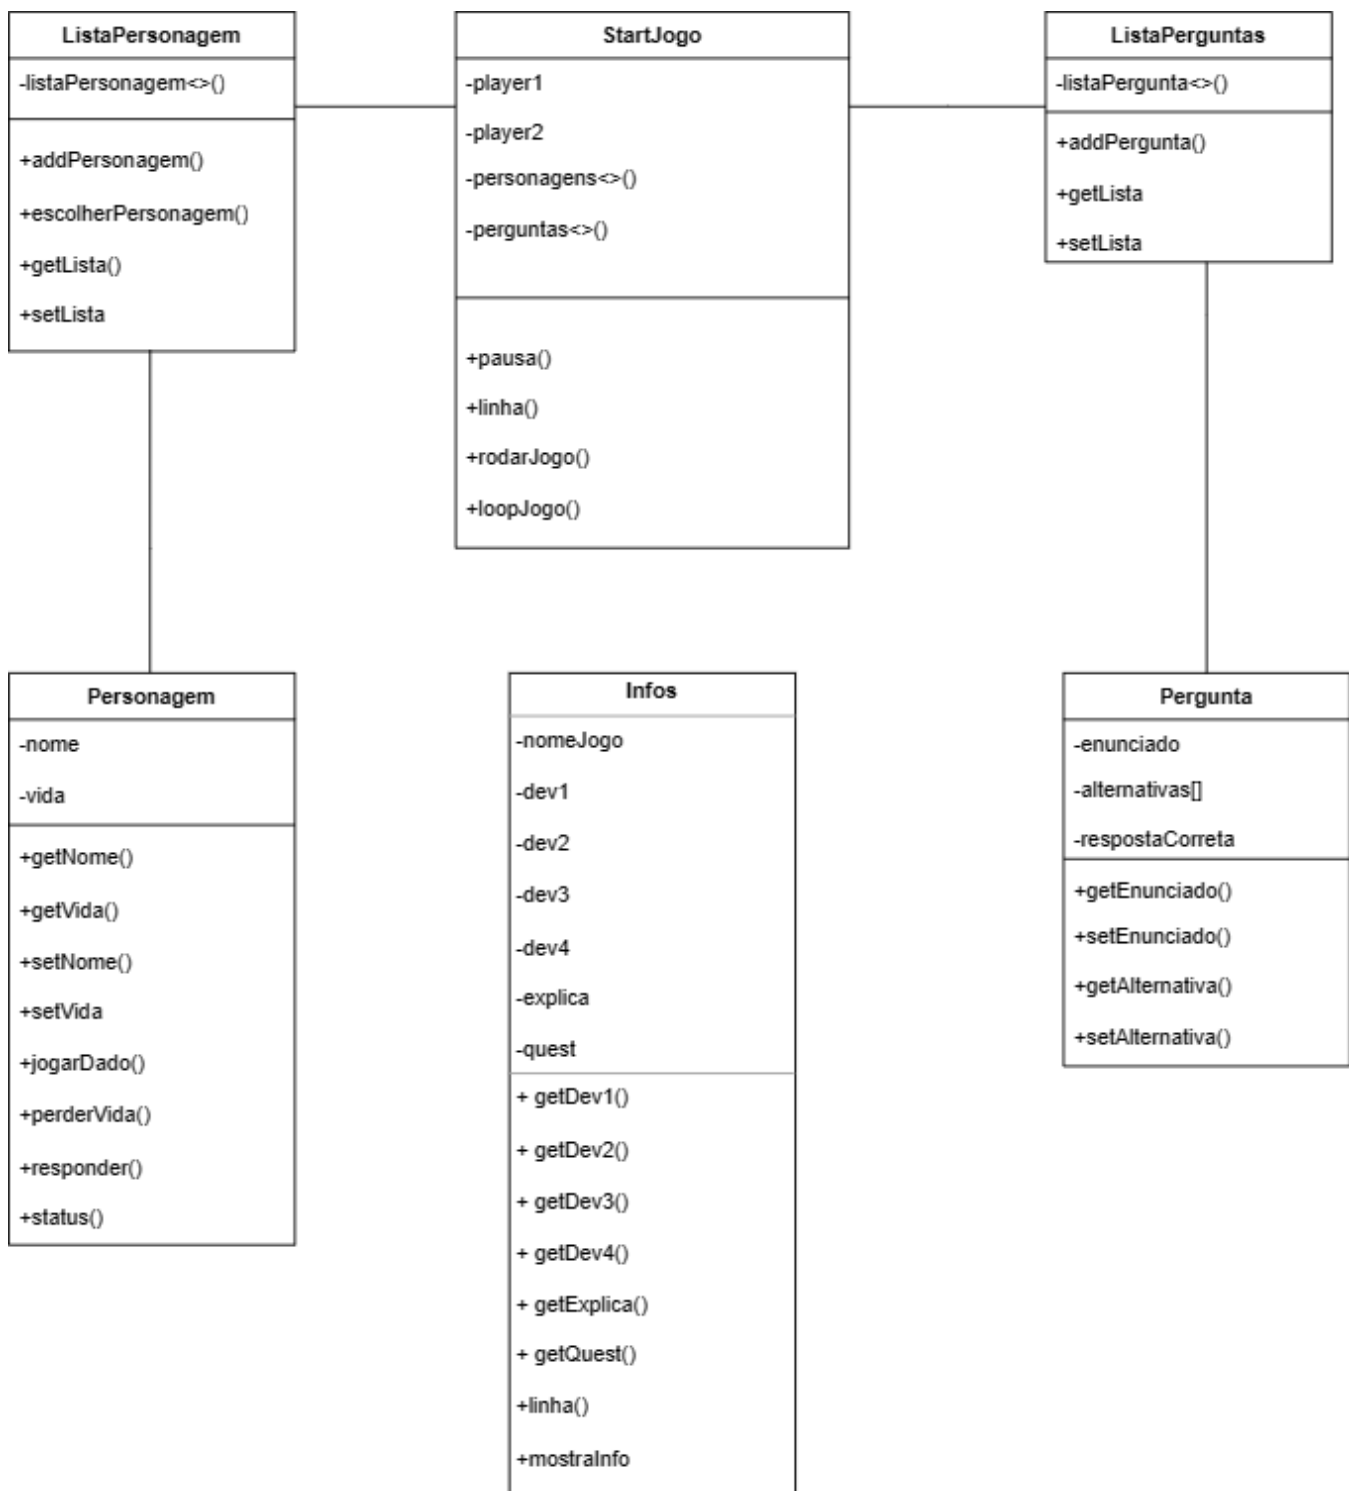 ListaPersonagem
-listaPersonagem<>()
+addPersonagem()
+escolherPersonagem()
+getLista()
+setLista
StartJogo
-player1
-player2
-personagens<>()
-perguntas<>()
+pausa()
+linha()
+rodarJogo()
+loopJogo()
ListaPerguntas
-listaPergunta<>()
+addPergunta()
+getLista
+setLista
Personagem
-nome
-vida
+getNome()
+getVida()
+setNome()
+setVida
+jogarDado()
+perderVida()
+responder()
+status()
Infos
-nomeJogo
-dev1
-dev2
-dev3
-dev4
-explica
-quest
+ getDev1()
+ getDev2()
+ getDev3()
+ getDev4()
+ getExplica()
+ getQuest()
+linha()
+mostraInfo
Pergunta
-enunciado
-alternativas[]
-respostaCorreta
+getEnunciado()
+setEnunciado()
+getAlternativa()
+setAlternativa()